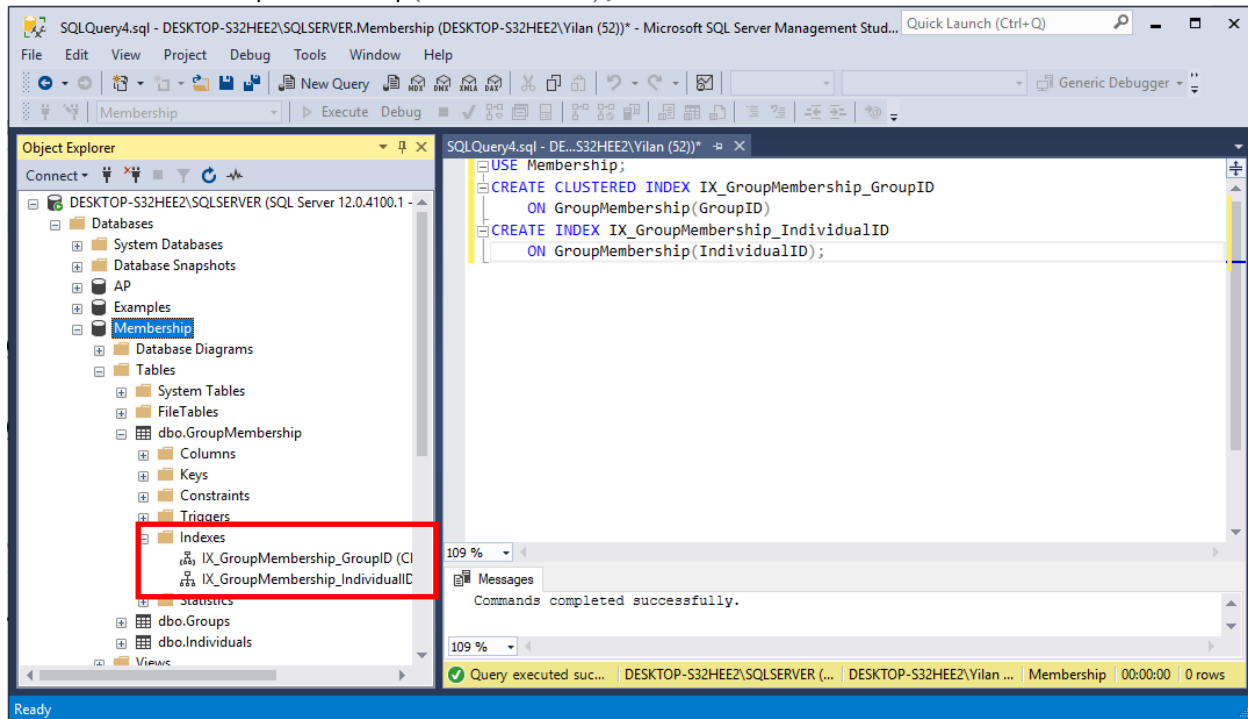 SQLQuery4.sql - DESKTOP-S32HEE2\SQLSERVER.Membership (DESKTOP-S32HEE2\Yilan (52))* - Microsoft SQL Server Management Stud...
Quick Launch (Ctrl+Q)
File Edit View Project Debug Tools Window Help
New Query MDX DMX XMLA DAX Generic Debugger
Membership Execute Debug
Object Explorer
Connect
DESKTOP-S32HEE2\SQLSERVER (SQL Server 12.0.4100.1 -
Databases
System Databases
Database Snapshots
AP
Examples
Membership
Database Diagrams
Tables
System Tables
FileTables
dbo.GroupMembership
Columns
Keys
Constraints
Triggers
Indexes
IX_GroupMembership_GroupID (Cl
IX_GroupMembership_IndividualID
Statistics
dbo.Groups
dbo.Individuals
Views
SQLQuery4.sql - DE...S32HEE2\Yilan (52))*
USE Membership;
CREATE CLUSTERED INDEX IX_GroupMembership_GroupID
ON GroupMembership(GroupID)
CREATE INDEX IX_GroupMembership_IndividualID
ON GroupMembership(IndividualID);
109 %
Messages
Commands completed successfully.
109 %
Query executed suc... DESKTOP-S32HEE2\SQLSERVER (... DESKTOP-S32HEE2\Yilan ... Membership 00:00:00 0 rows
Ready